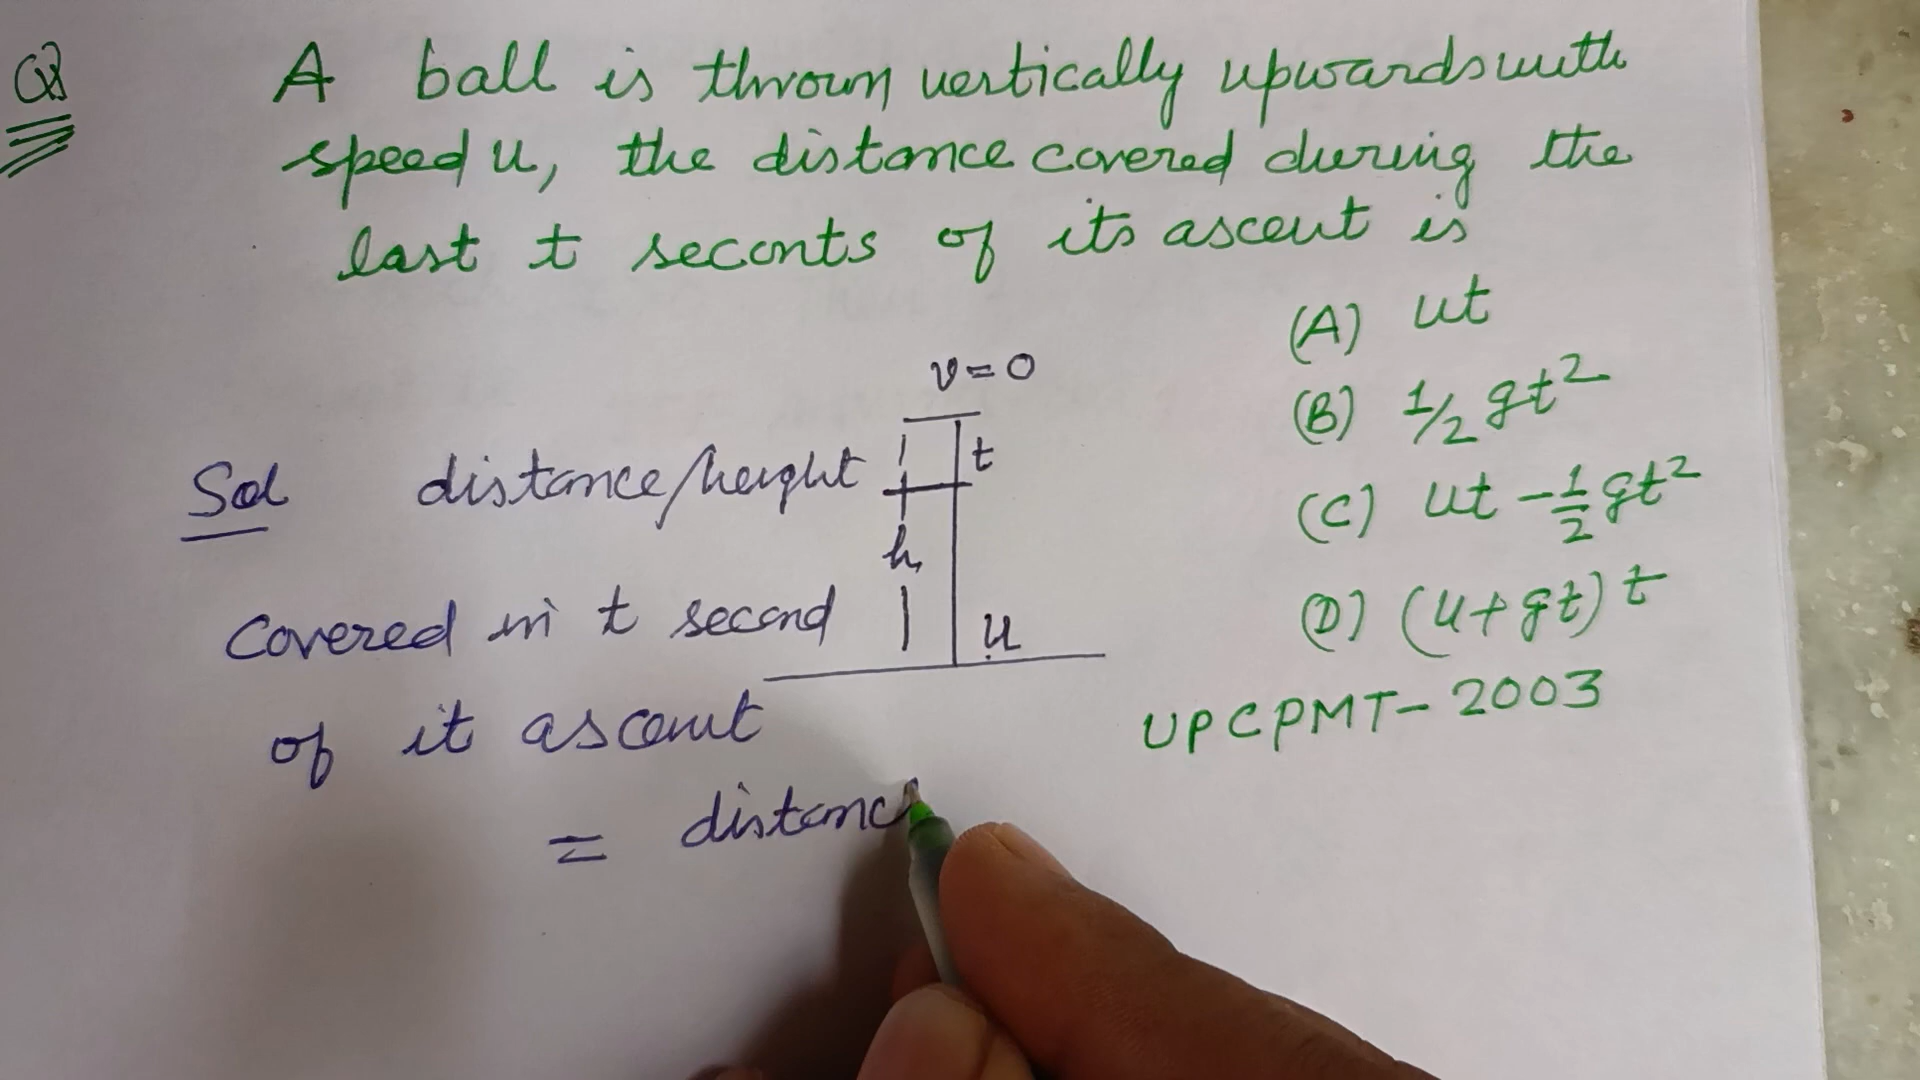 Q
A ball is thrown vertically upwards with
speed u, the distance covered during the
last t seconts of its ascent is
(A) ut
(B) 1/2 gt²
(C) ut - 1/2 gt²
(D) (u+gt) t
UPCPMT- 2003
v=0
t
h
u
Sol distance/height
Covered in t second
of it ascent
= distanc